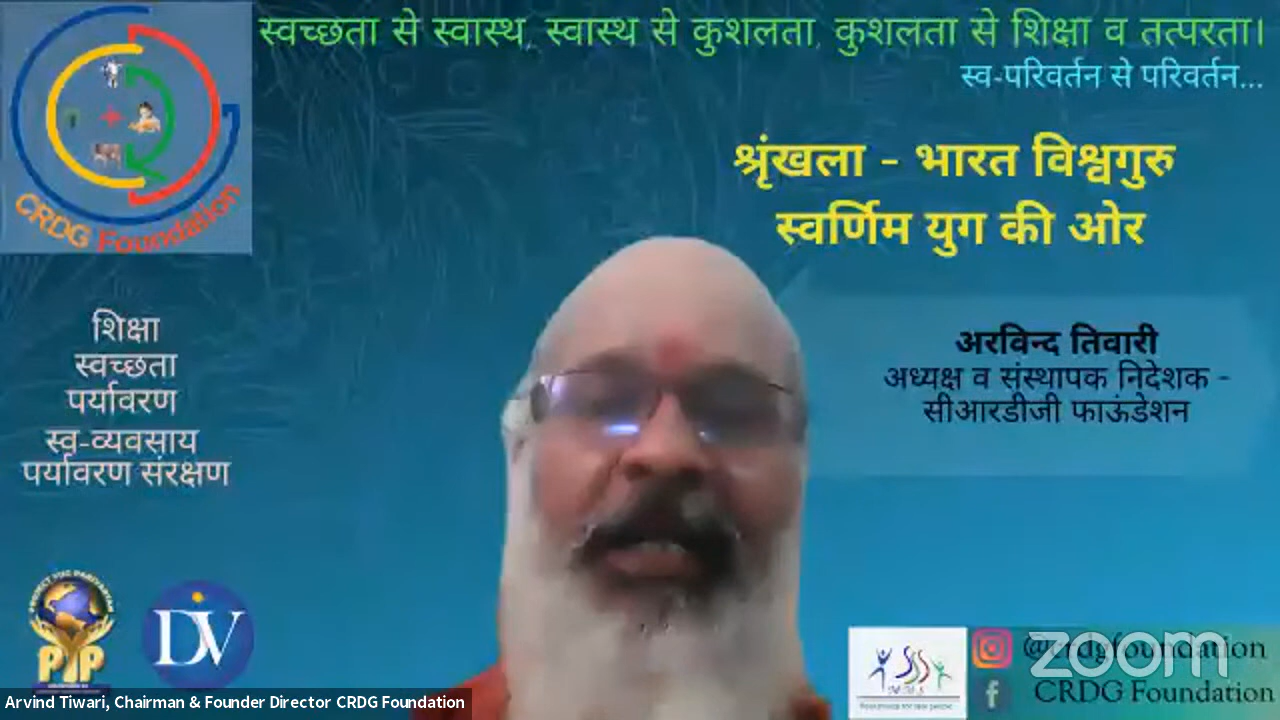 स्वच्छता से स्वास्थ, स्वास्थ से कुशलता, कुशलता से शिक्षा व तत्परता।
स्व-परिवर्तन से परिवर्तन...
CRDG Foundation
श्रृंखला - भारत विश्वगुरु
स्वर्णिम युग की ओर
शिक्षा
स्वच्छता
पर्यावरण
स्व-व्यवसाय
पर्यावरण संरक्षण
अरविन्द तिवारी
अध्यक्ष व संस्थापक निदेशक -
सीआरडीजी फाऊंडेशन
PYP
DV
@crdgfoundation
zoom
CRDG Foundation
Arvind Tiwari, Chairman & Founder Director CRDG Foundation